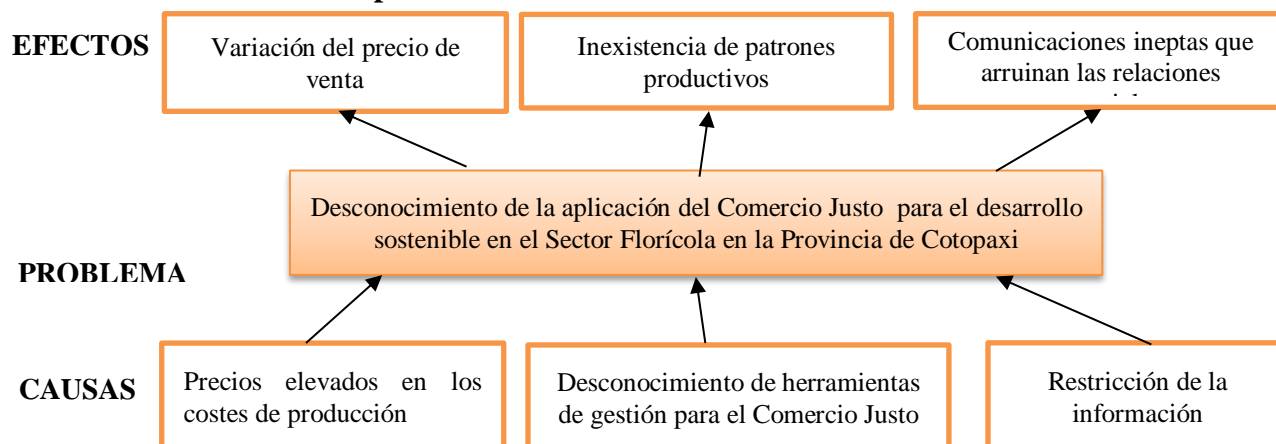 EFECTOS
Variación del precio de
venta
Inexistencia de patrones
productivos
Comunicaciones ineptas que
arruinan las relaciones
Desconocimiento de la aplicación del Comercio Justo para el desarrollo
sostenible en el Sector Florícola en la Provincia de Cotopaxi
PROBLEMA
CAUSAS
Precios elevados en los
costes de producción
Desconocimiento de herramientas
de gestión para el Comercio Justo
Restricción de la
información